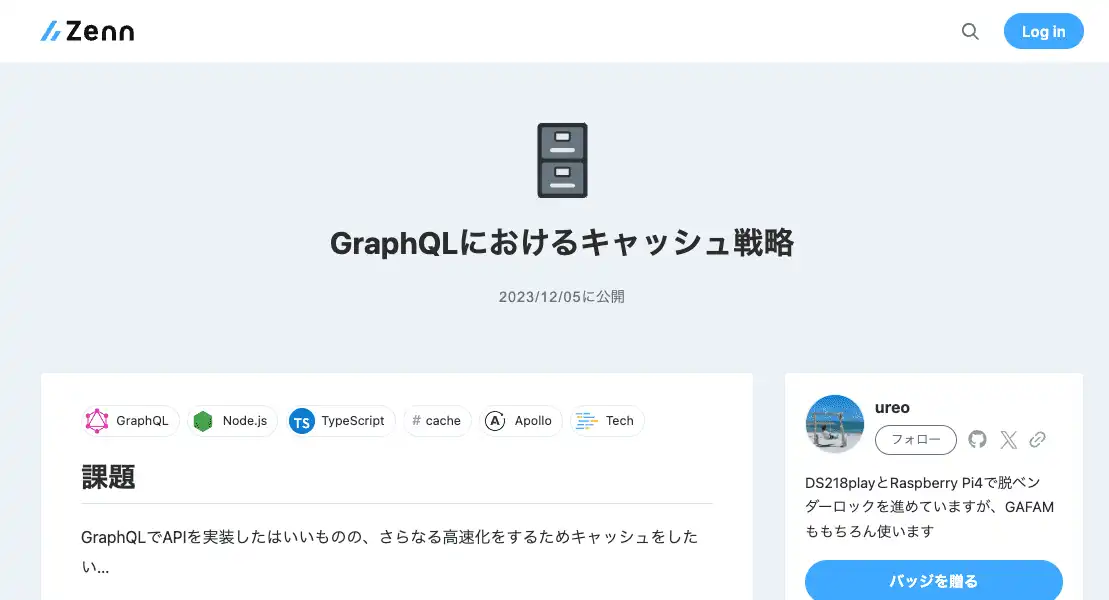 Zenn
Log in
GraphQLにおけるキャッシュ戦略
2023/12/05に公開
GraphQL
Node.js
TS TypeScript
# cache
Apollo
Tech
課題
GraphQLでAPIを実装したはいいものの、さらなる高速化をするためキャッシュをした
い...
ureo
フォロー
DS218playとRaspberry Pi4で脱ベン
ダーロックを進めていますが、GAFAM
ももちろん使います
バッジを贈る